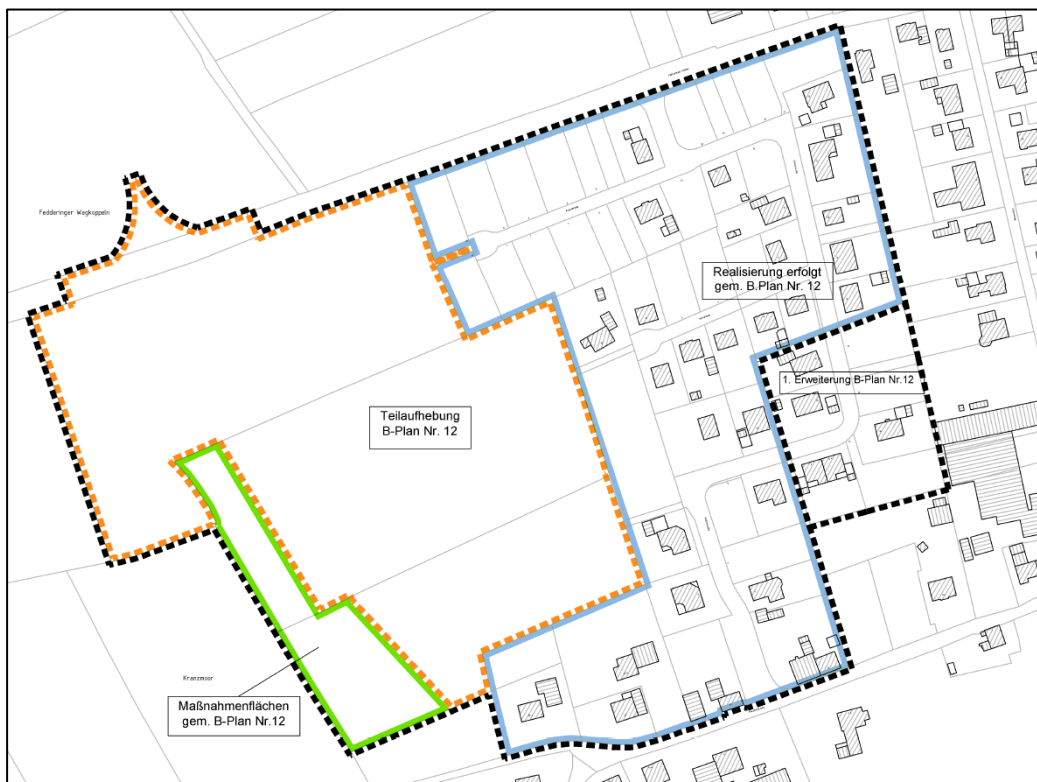 Fedderinger Wegkoppeln
Realisierung erfolgt
gem. B.Plan Nr. 12
1. Erweiterung B-Plan Nr.12
Teilaufhebung
B-Plan Nr. 12
Kranzmoor
Maßnahmenflächen
gem. B-Plan Nr.12